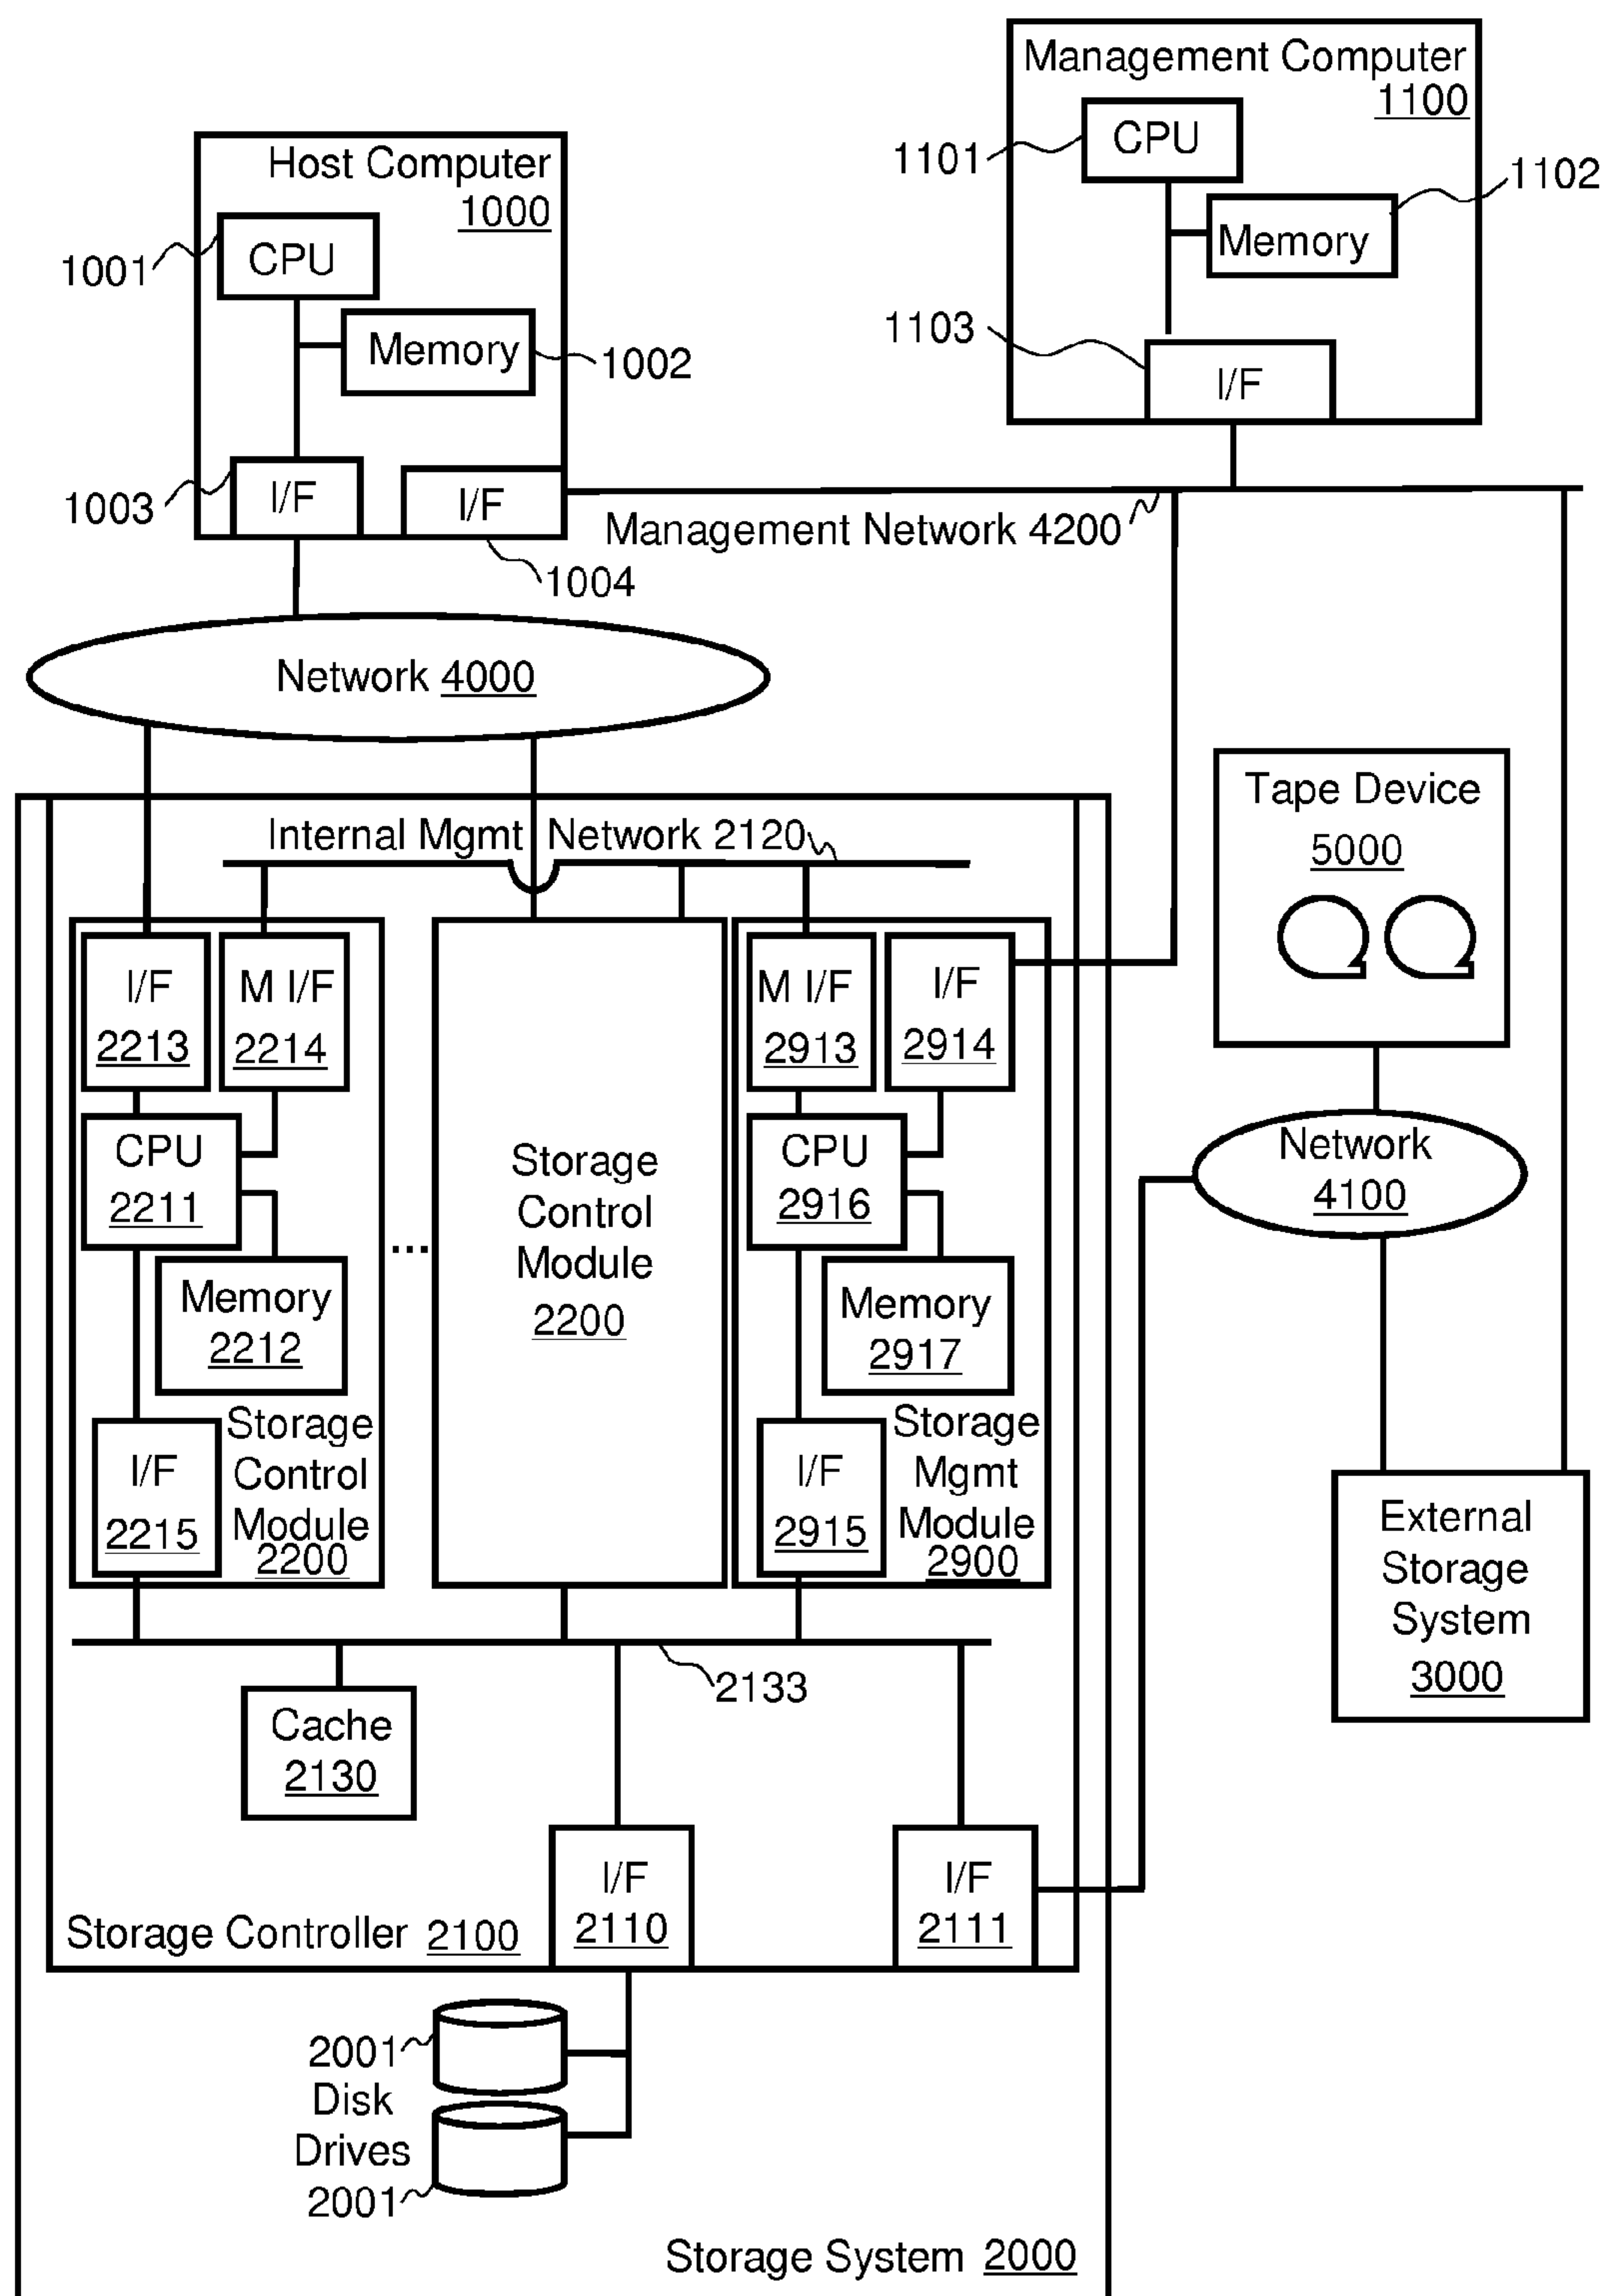 Management Computer
1100
CPU
1101
Memory
1102
1103
I/F
Host Computer
1000
CPU
1001
Memory
1002
I/F
1003
I/F
1004
Management Network 4200
Network 4000
Internal Mgmt Network 2120
I/F
2213
M I/F
2214
CPU
2211
Memory
2212
I/F
2215
Storage
Control
Module
2200
...
Storage
Control
Module
2200
M I/F
2913
I/F
2914
CPU
2916
Memory
2917
I/F
2915
Storage
Mgmt
Module
2900
Tape Device
5000
Network
4100
External
Storage
System
3000
2133
Cache
2130
I/F
2110
I/F
2111
Storage Controller 2100
2001
Disk
Drives
2001
Storage System 2000